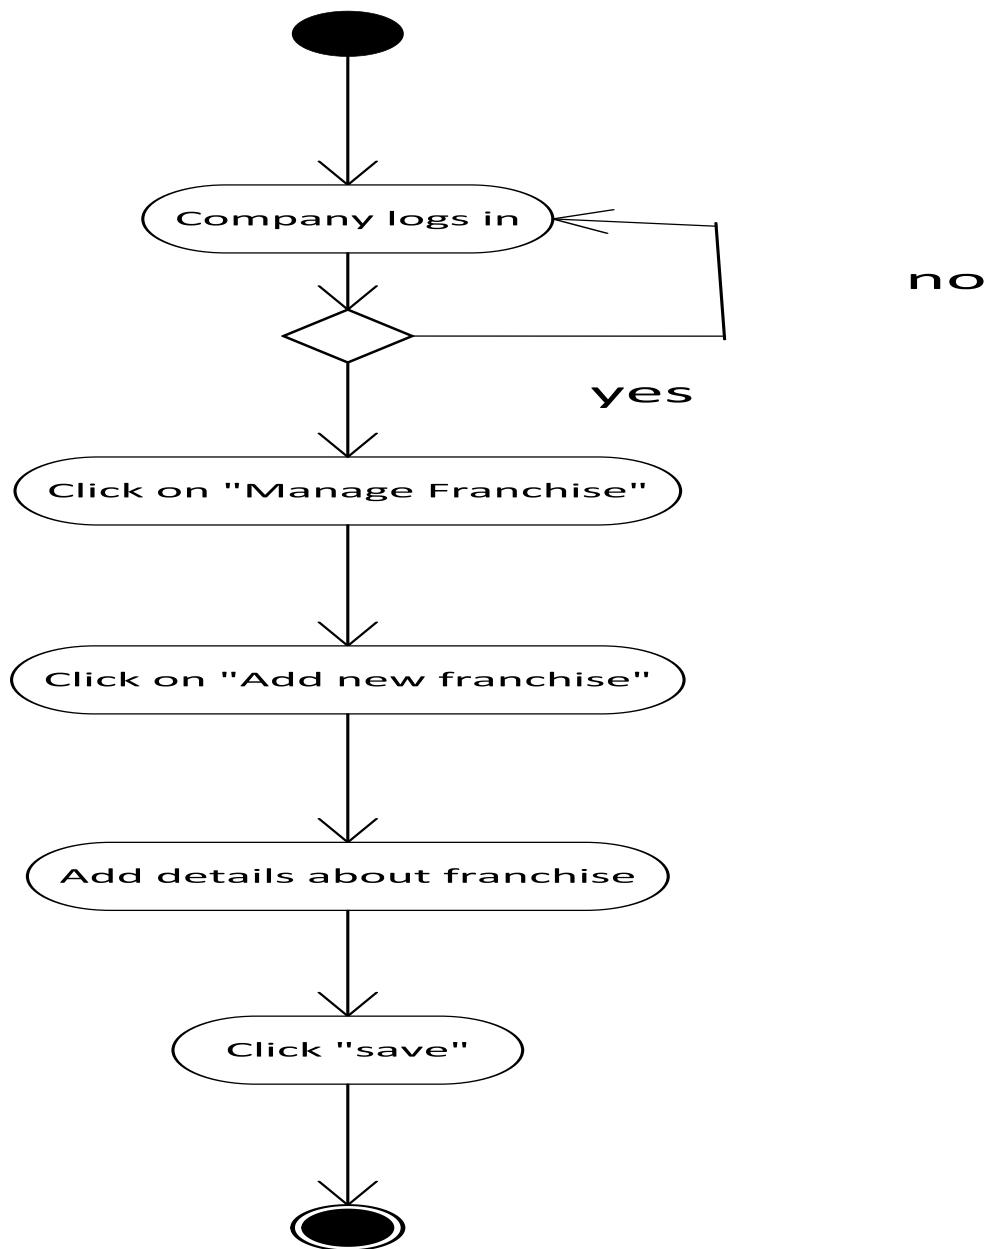 Company logs in
no
yes
Click on "Manage Franchise"
Click on "Add new franchise"
Add details about franchise
Click "save"